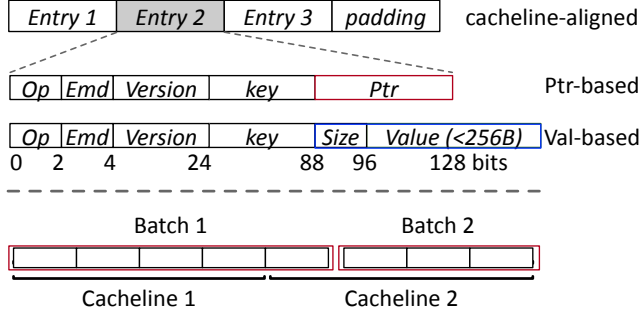 Entry 1 Entry 2 Entry 3 padding cacheline-aligned
Op Emd Version key Ptr Ptr-based
Op Emd Version key Size Value (<256B) Val-based
0 2 4 24 88 96 128 bits
Batch 1 Batch 2
Cacheline 1 Cacheline 2